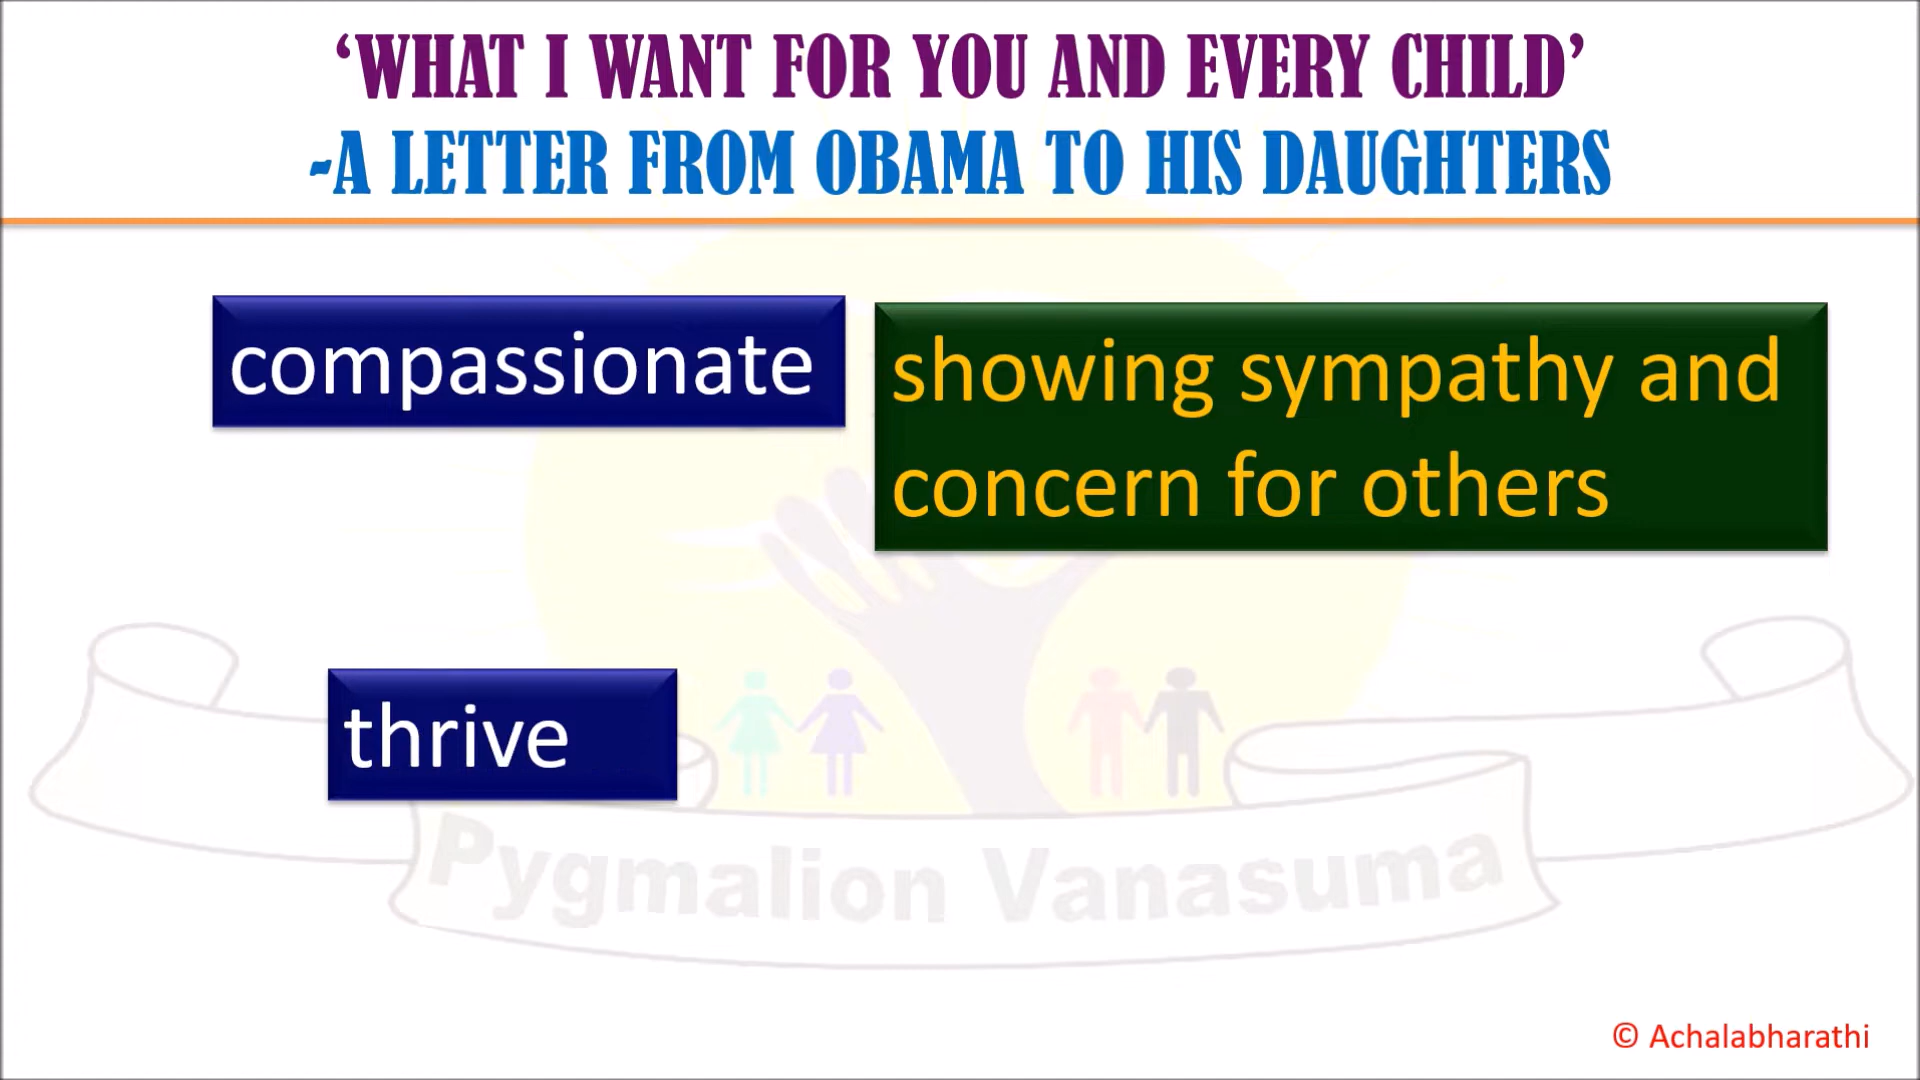 ‘WHAT I WANT FOR YOU AND EVERY CHILD’
-A LETTER FROM OBAMA TO HIS DAUGHTERS
compassionate
showing sympathy and
concern for others
thrive
Pygmalion Vanasuma
© Achalabharathi